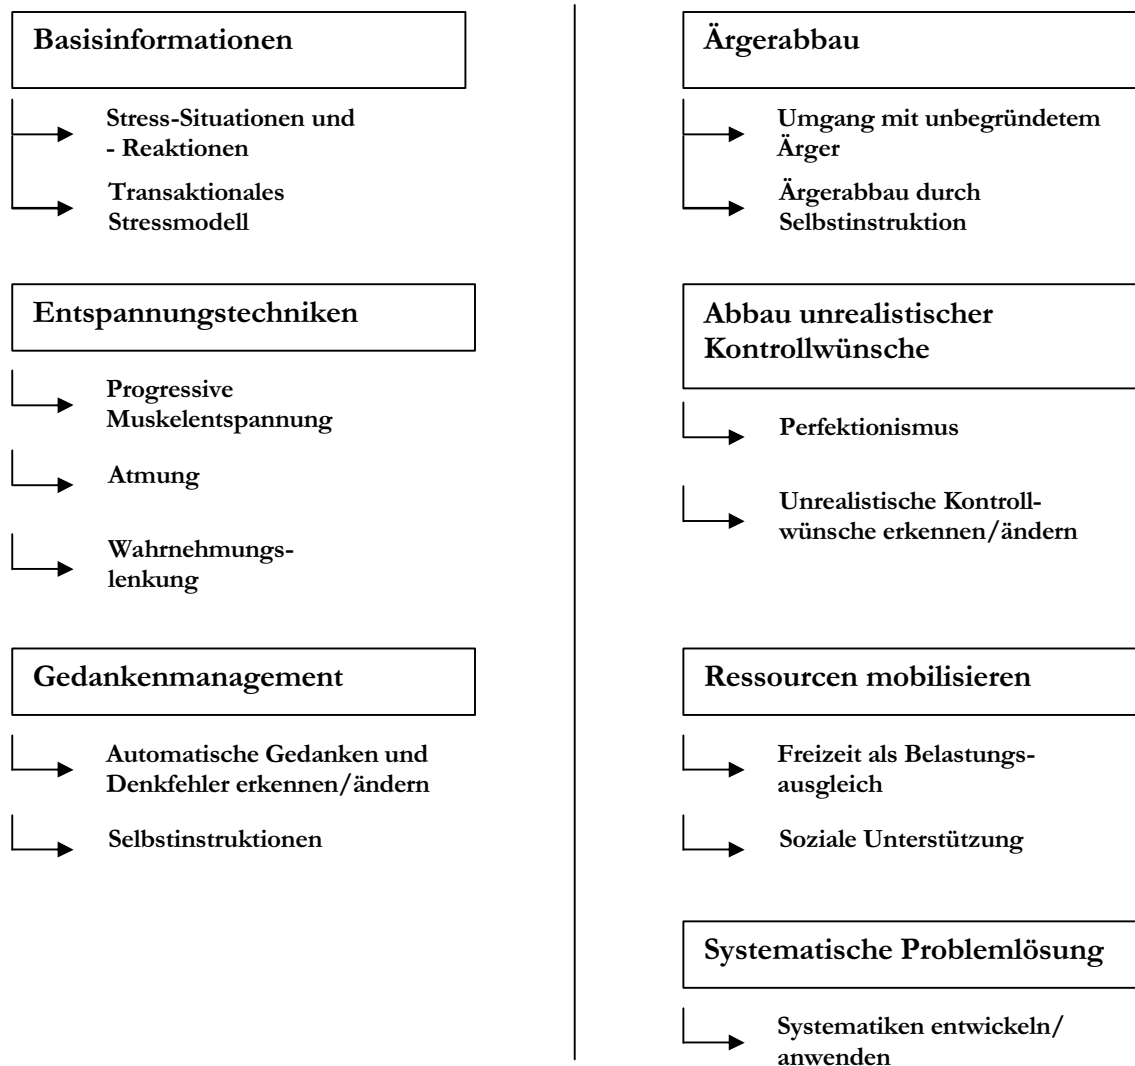 Basisinformationen
Stress-Situationen und
- Reaktionen
Transaktionales
Stressmodell
Entspannungstechniken
Progressive
Muskelentspannung
Atmung
Wahrnehmungs-
lenkung
Gedankenmanagement
Automatische Gedanken und
Denkfehler erkennen/ändern
Selbstinstruktionen
Ärgerabbau
Umgang mit unbegründetem
Ärger
Ärgerabbau durch
Selbstinstruktion
Abbau unrealistischer
Kontrollwünsche
Perfektionismus
Unrealistische Kontroll-
wünsche erkennen/ändern
Ressourcen mobilisieren
Freizeit als Belastungs-
ausgleich
Soziale Unterstützung
Systematische Problemlösung
Systematiken entwickeln/
anwenden